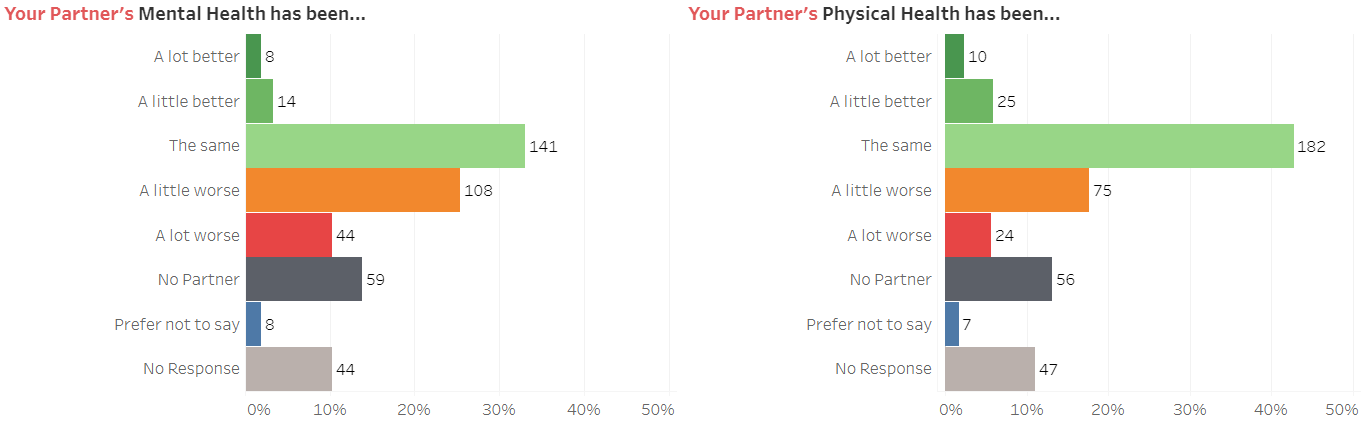 Your Partner's Mental Health has been...
A lot better 8
A little better 14
The same 141
A little worse 108
A lot worse 44
No Partner 59
Prefer not to say 8
No Response 44
0% 10% 20% 30% 40% 50%
Your Partner's Physical Health has been...
A lot better 10
A little better 25
The same 182
A little worse 75
A lot worse 24
No Partner 56
Prefer not to say 7
No Response 47
0% 10% 20% 30% 40% 50%